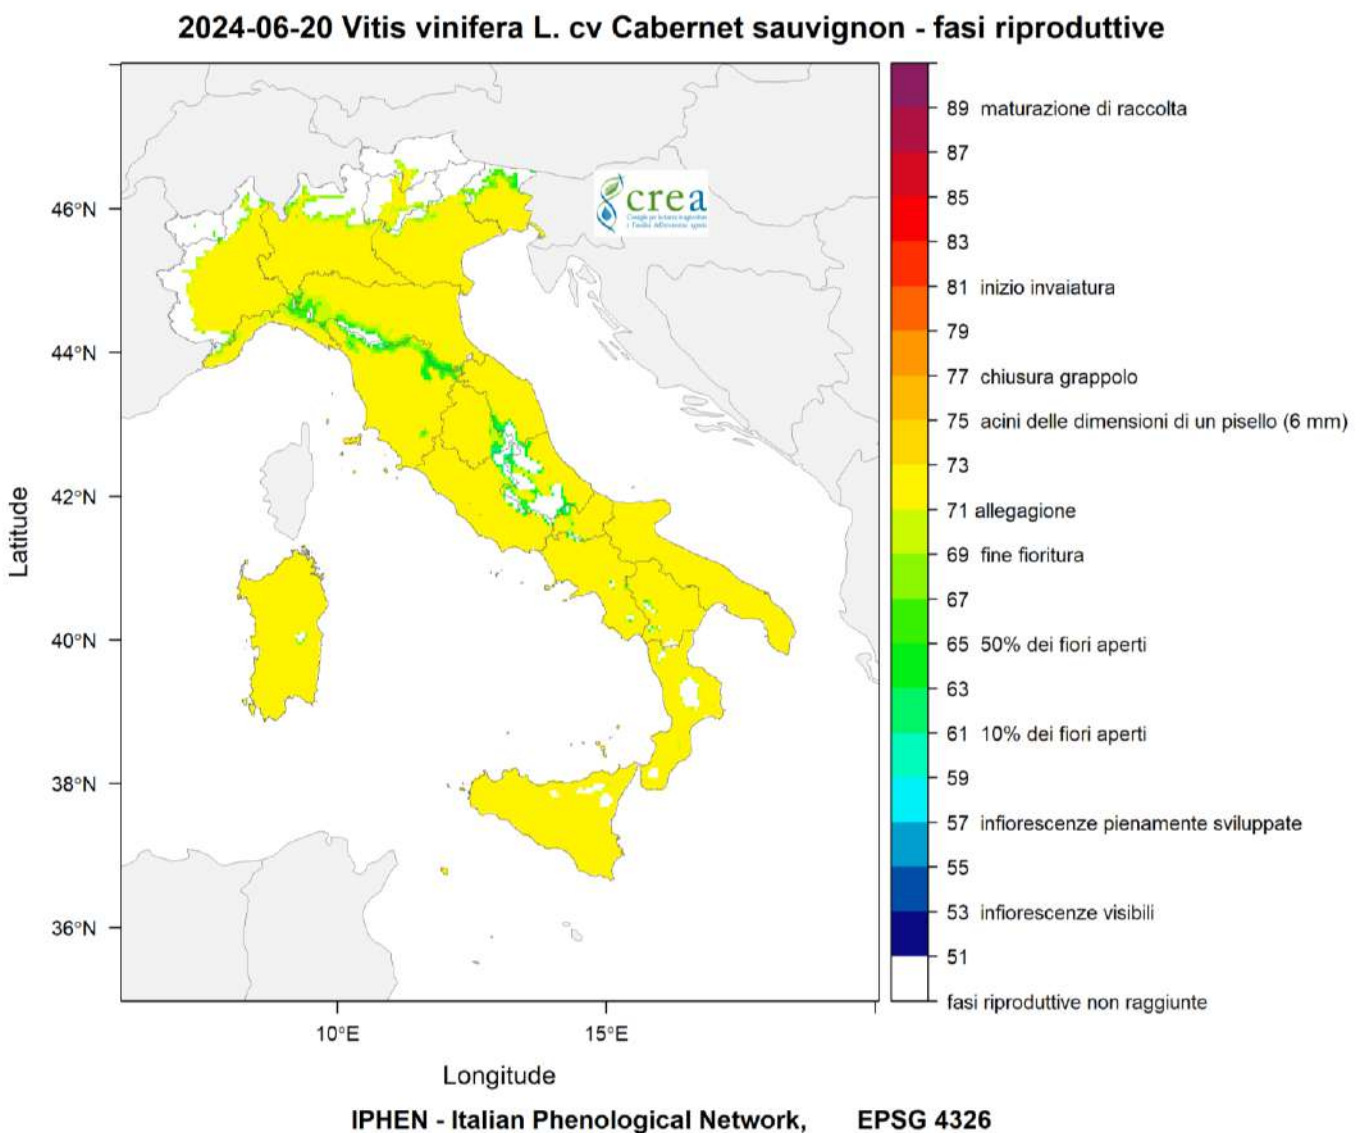 2024-06-20 Vitis vinifera L. cv Cabernet sauvignon - fasi riproduttive
46°N
44°N
42°N
40°N
38°N
36°N
Latitude
10°E
15°E
Longitude
crea
89 maturazione di raccolta
87
85
83
81 inizio invaiatura
79
77 chiusura grappolo
75 acini delle dimensioni di un pisello (6 mm)
73
71 allegagione
69 fine fioritura
67
65 50% dei fiori aperti
63
61 10% dei fiori aperti
59
57 infiorescenze pienamente sviluppate
55
53 infiorescenze visibili
51
fasi riproduttive non raggiunte
IPHEN - Italian Phenological Network, EPSG 4326